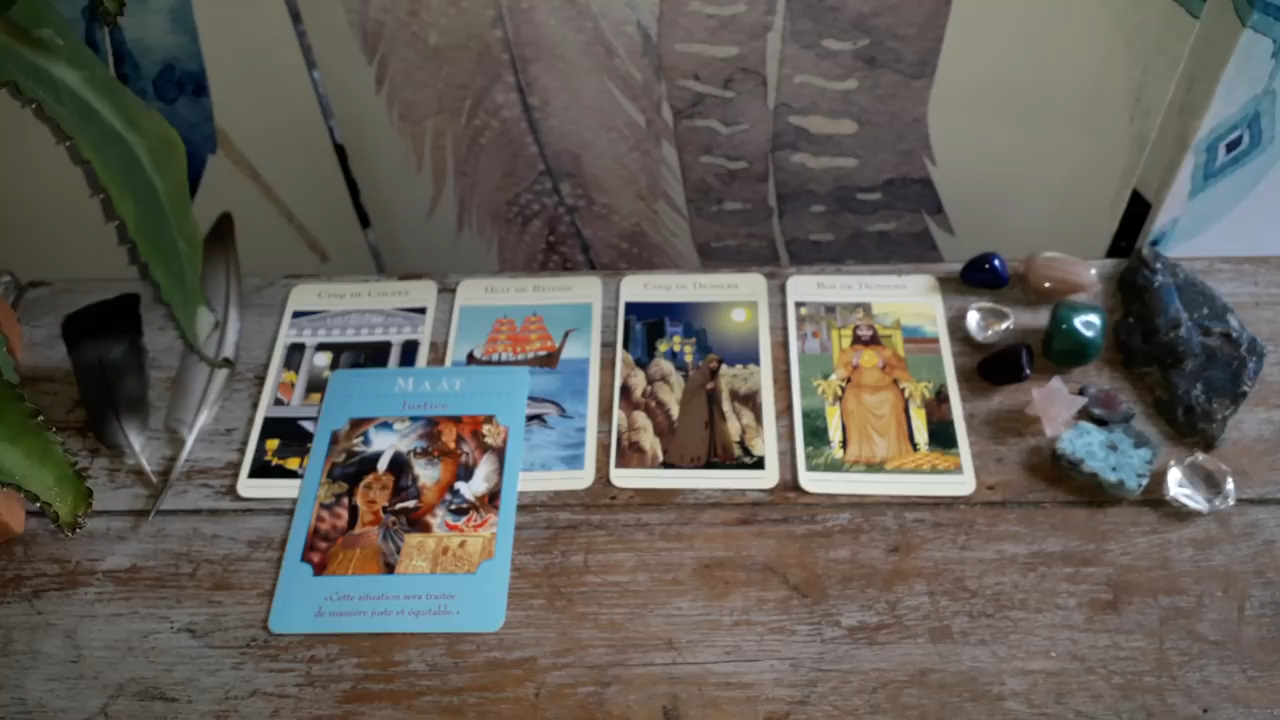 Cinq de Coupes
Huit de Bâtons
Cinq de Deniers
Roi de Deniers
Maât
Justice
«Cette situation sera traitée
de manière juste et équitable.»